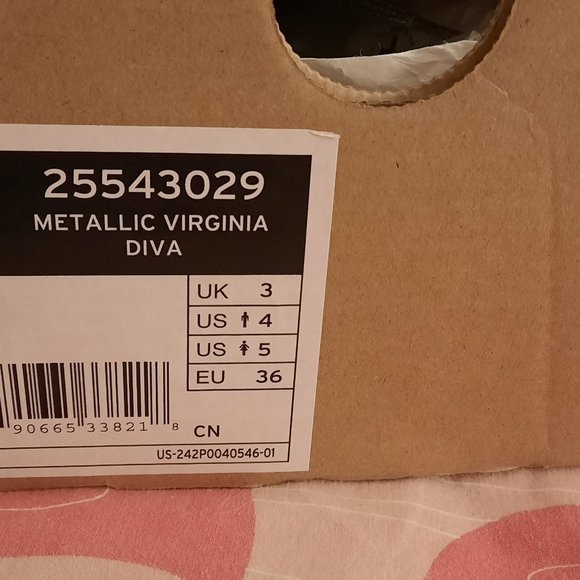 25543029
METALLIC VIRGINIA
DIVA
UK 3
US 4
US 5
EU 36
90665 33821 8
CN
US-242P0040546-01